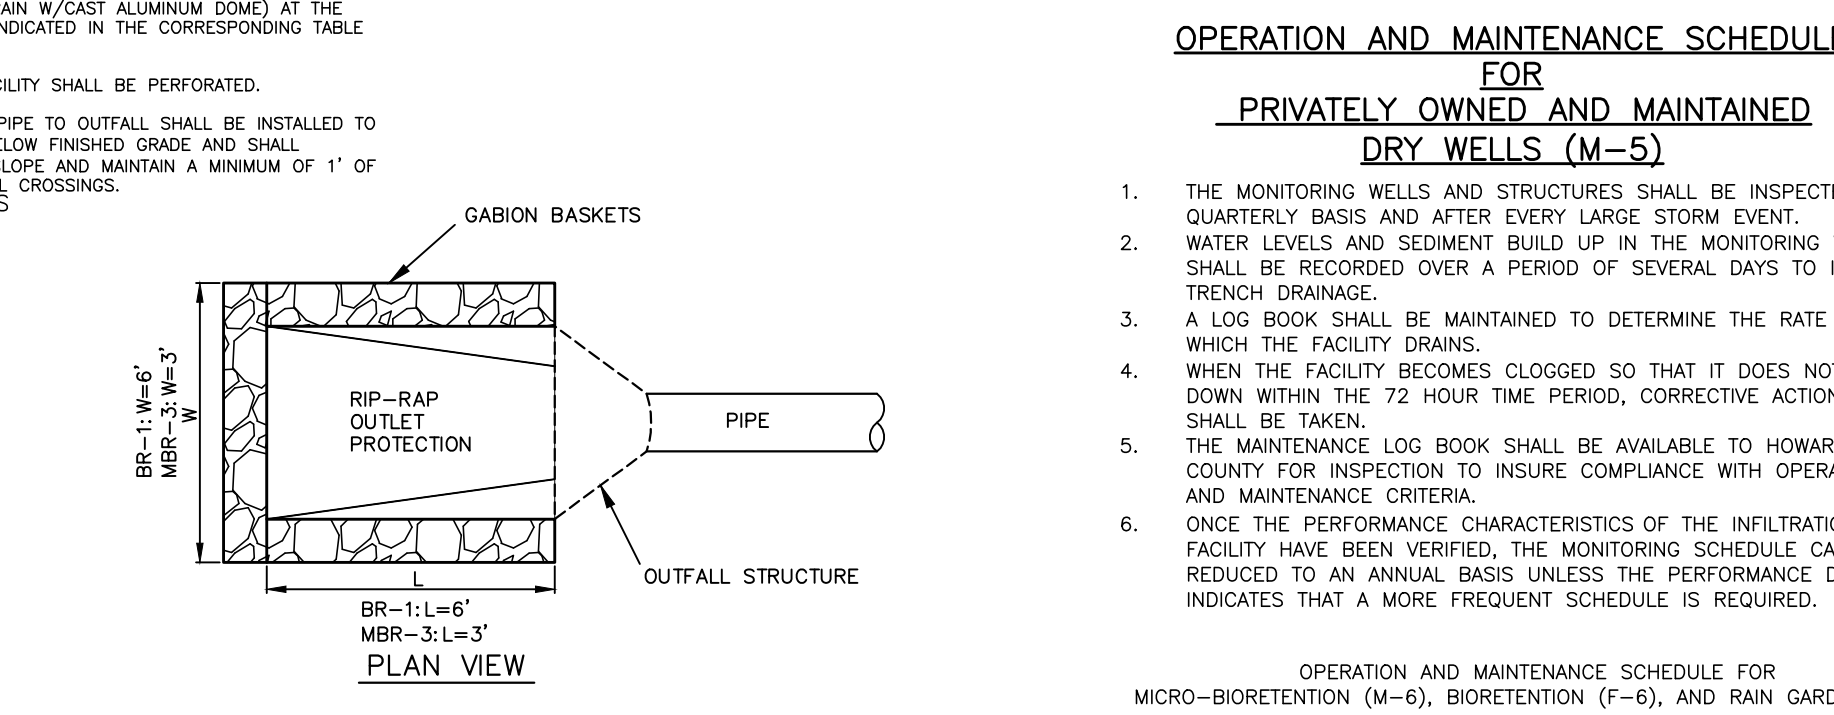 AIN W/CAST ALUMINUM DOME) AT THE
NDICATED IN THE CORRESPONDING TABLE
CILITY SHALL BE PERFORATED.
PIPE TO OUTFALL SHALL BE INSTALLED TO
ELOW FINISHED GRADE AND SHALL
SLOPE AND MAINTAIN A MINIMUM OF 1' OF
L CROSSINGS.
S
GABION BASKETS
BR-1:W=6'
MBR-3:W=3'
W
RIP-RAP
OUTLET
PROTECTION
PIPE
OUTFALL STRUCTURE
L
BR-1:L=6'
MBR-3:L=3'
PLAN VIEW
OPERATION AND MAINTENANCE SCHEDULE
FOR
PRIVATELY OWNED AND MAINTAINED
DRY WELLS (M-5)
1. THE MONITORING WELLS AND STRUCTURES SHALL BE INSPECTE
QUARTERLY BASIS AND AFTER EVERY LARGE STORM EVENT.
2. WATER LEVELS AND SEDIMENT BUILD UP IN THE MONITORING
SHALL BE RECORDED OVER A PERIOD OF SEVERAL DAYS TO I
TRENCH DRAINAGE.
3. A LOG BOOK SHALL BE MAINTAINED TO DETERMINE THE RATE
WHICH THE FACILITY DRAINS.
4. WHEN THE FACILITY BECOMES CLOGGED SO THAT IT DOES NOT
DOWN WITHIN THE 72 HOUR TIME PERIOD, CORRECTIVE ACTION
SHALL BE TAKEN.
5. THE MAINTENANCE LOG BOOK SHALL BE AVAILABLE TO HOWAR
COUNTY FOR INSPECTION TO INSURE COMPLIANCE WITH OPERA
AND MAINTENANCE CRITERIA.
6. ONCE THE PERFORMANCE CHARACTERISTICS OF THE INFILTRATIO
FACILITY HAVE BEEN VERIFIED, THE MONITORING SCHEDULE CA
REDUCED TO AN ANNUAL BASIS UNLESS THE PERFORMANCE D
INDICATES THAT A MORE FREQUENT SCHEDULE IS REQUIRED.
OPERATION AND MAINTENANCE SCHEDULE FOR
MICRO-BIORETENTION (M-6), BIORETENTION (F-6), AND RAIN GARD